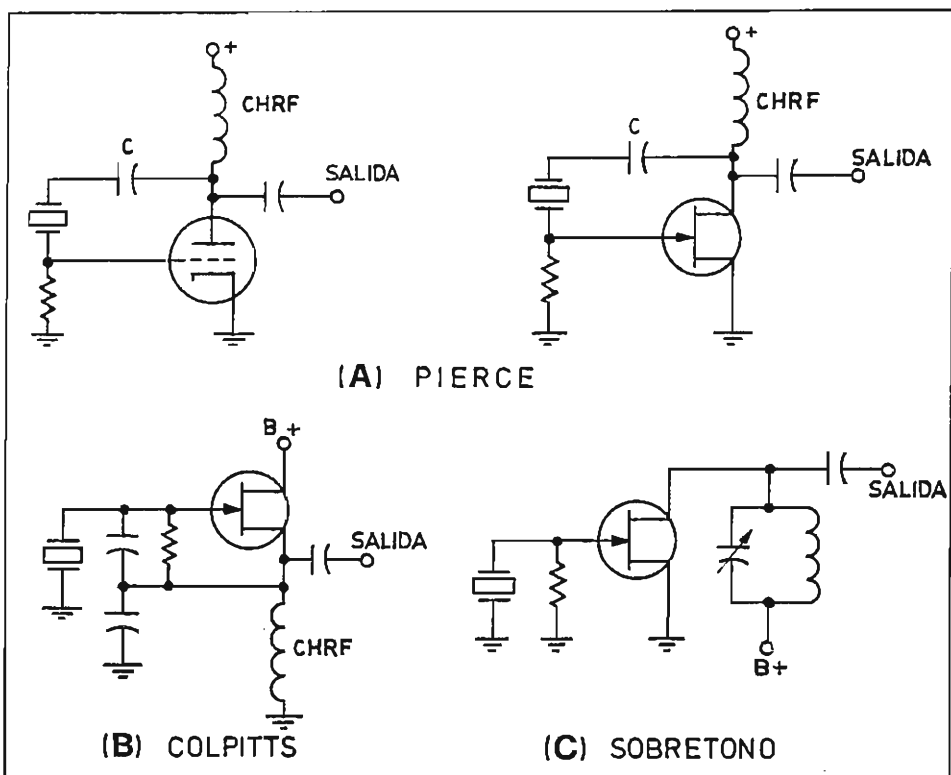 +
CHRF
C
SALIDA
+
CHRF
C
SALIDA
(A) PIERCE
B+
SALIDA
CHRF
(B) COLPITTS
SALIDA
B+
(C) SOBRETONO